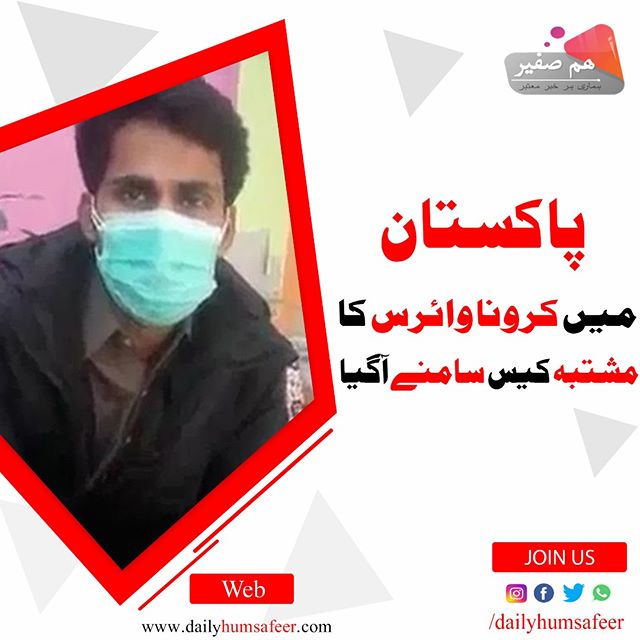 هم صفیر
ہماری ہر خبر معتبر
پاکستان
میں کرونا وائرس کا
مشتبہ کیس سامنے آگیا
JOIN US
Web
www.dailyhumsafeer.com
/dailyhumsafeer